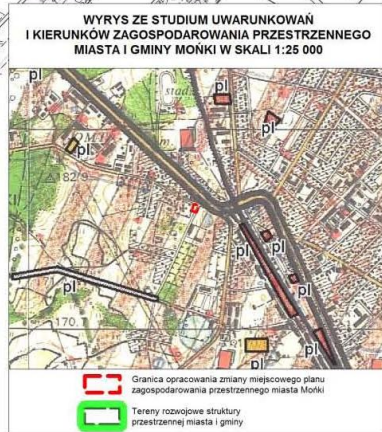 WYRYS ZE STUDIUM UWARUNKOWAŃ
I KIERUNKÓW ZAGOSPODAROWANIA PRZESTRZENNEGO
MIASTA I GMINY MOŃKI W SKALI 1:25 000
pl
pl
stad.
pl
pl
182/9
pl
pl
pl
170.1
pl
pl
Granica opracowania zmiany miejscowego planu
zagospodarowania przestrzennego miasta Mońki
Tereny rozwojowe struktury
przestrzennej miasta i gminy